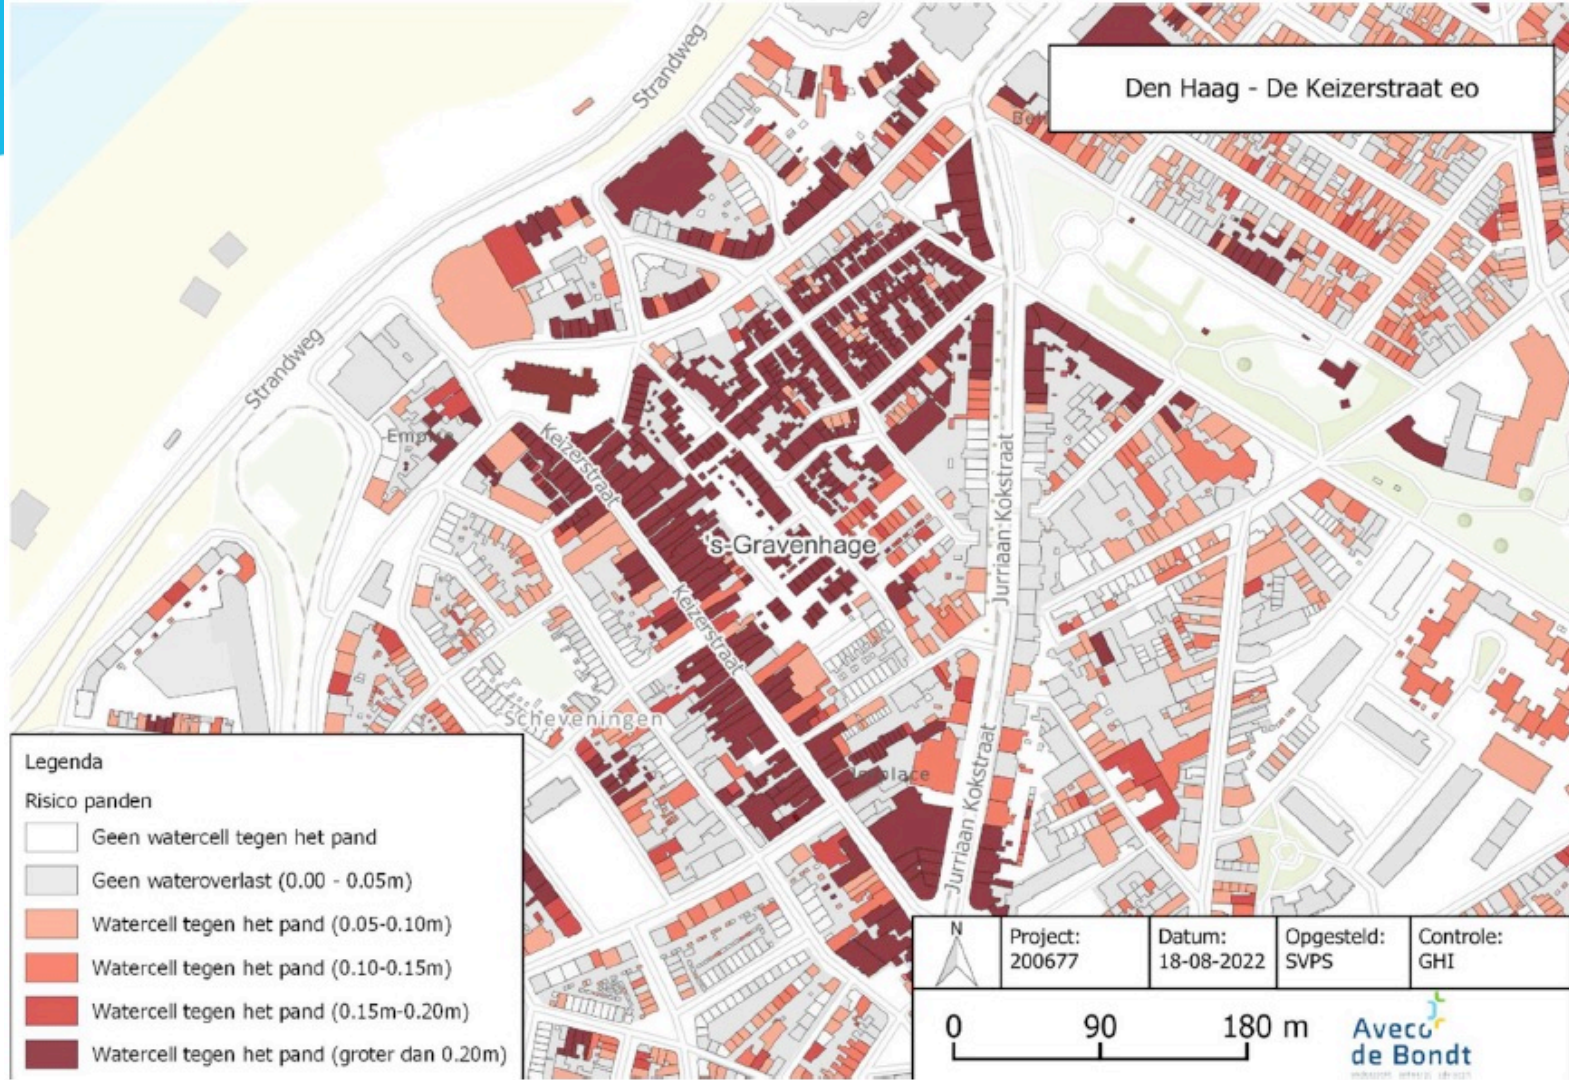 Strandweg
Den Haag - De Keizerstraat eo
Strandweg
Keizerstraat
Jurriaan Kokstraat
's-Gravenhage
Keizerstraat
Scheveningen
Jurriaan Kokstraat
Legenda
Risico panden
Geen watercell tegen het pand
Geen wateroverlast (0.00 - 0.05m)
Watercell tegen het pand (0.05-0.10m)
Watercell tegen het pand (0.10-0.15m)
Watercell tegen het pand (0.15m-0.20m)
Watercell tegen het pand (groter dan 0.20m)
N
Project:
200677
Datum:
18-08-2022
Opgesteld:
SVPS
Controle:
GHI
0 90 180 m
Aveco
de Bondt